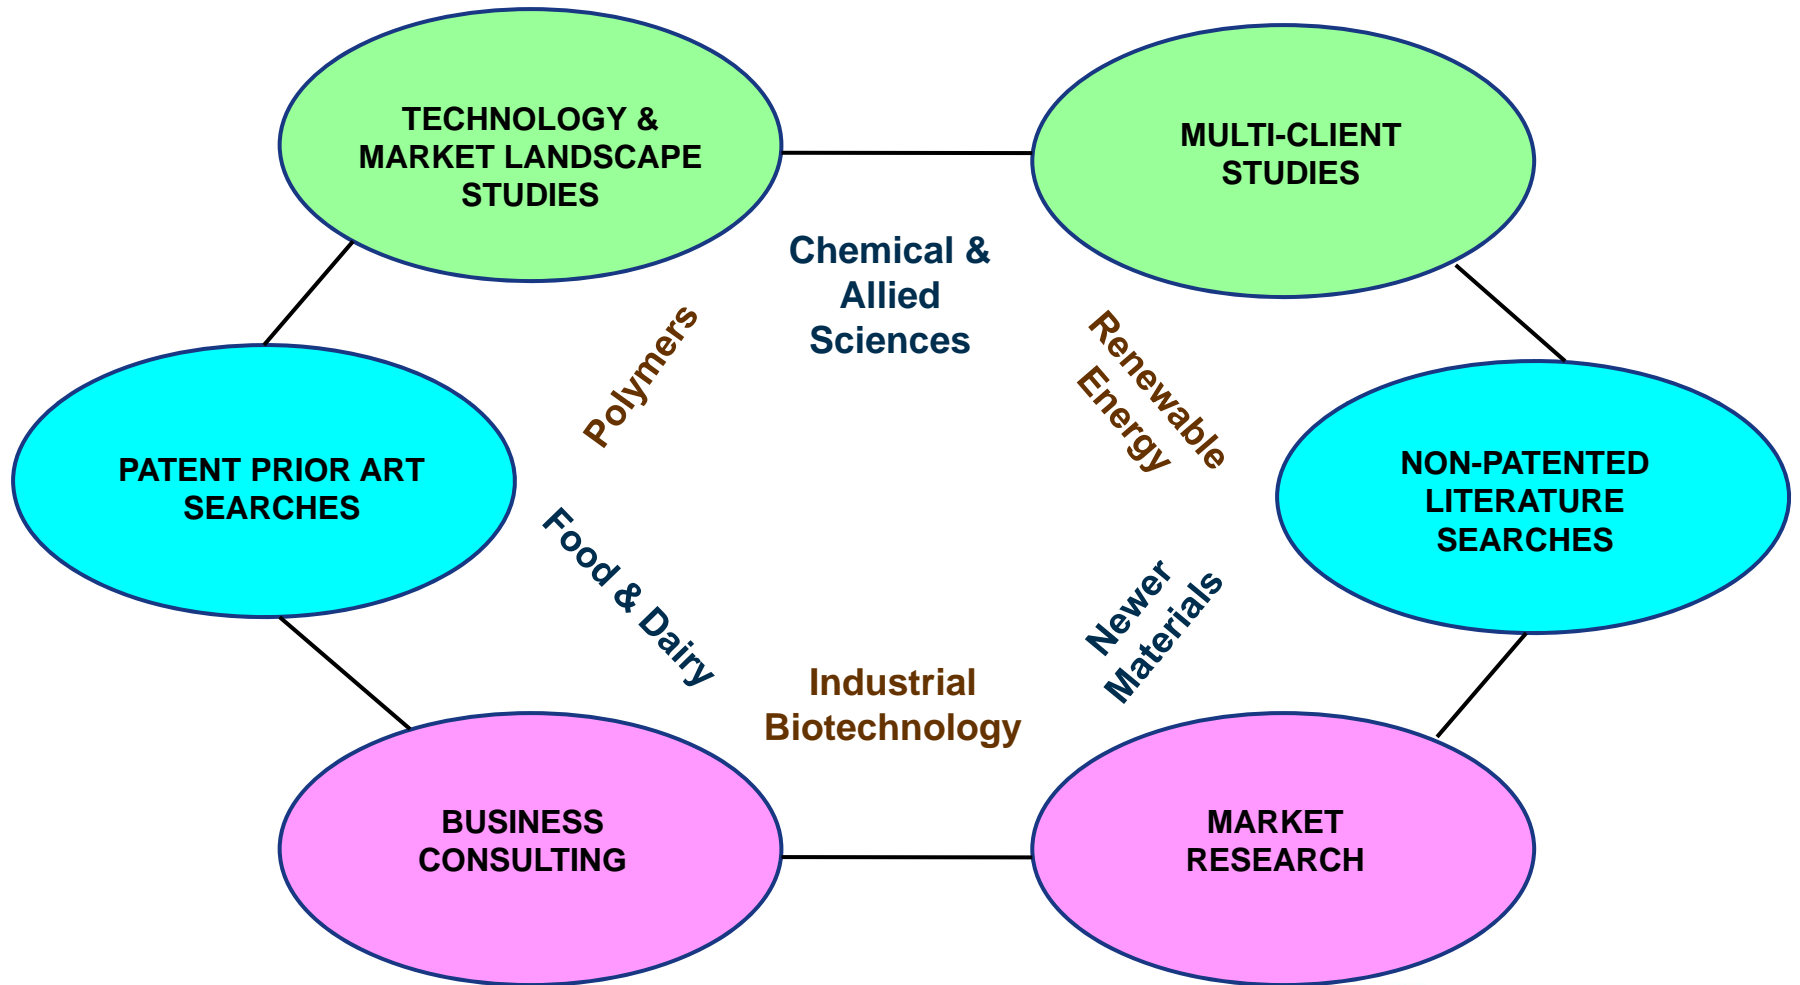 TECHNOLOGY &
MARKET LANDSCAPE
STUDIES
MULTI-CLIENT
STUDIES
Chemical &
Allied
Sciences
Polymers
Renewable
Energy
PATENT PRIOR ART
SEARCHES
NON-PATENTED
LITERATURE
SEARCHES
Food & Dairy
Newer
Materials
Industrial
Biotechnology
BUSINESS
CONSULTING
MARKET
RESEARCH